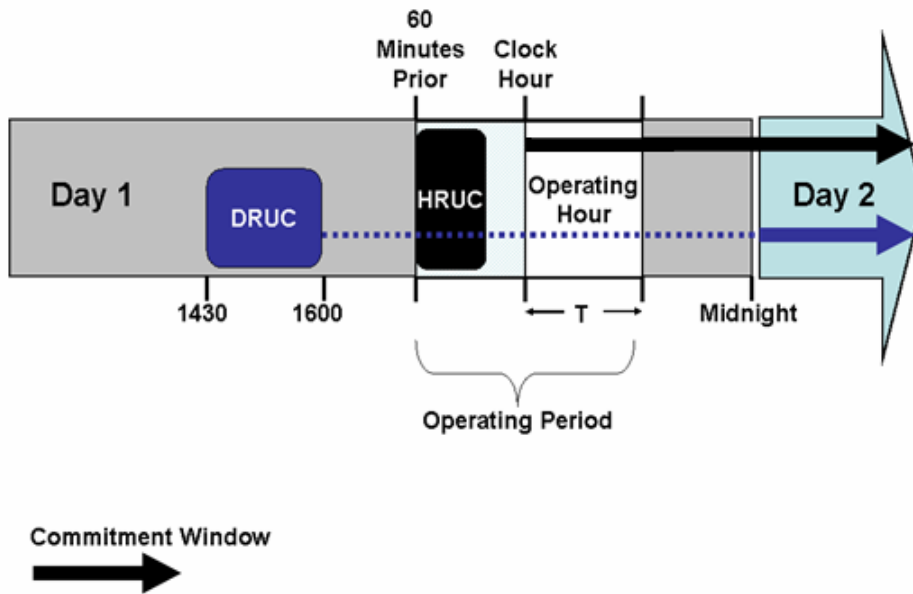 60
Minutes
Prior
Clock
Hour
Day 1
DRUC
HRUC
Operating
Hour
Day 2
1430
1600
T
Midnight
Operating Period
Commitment Window